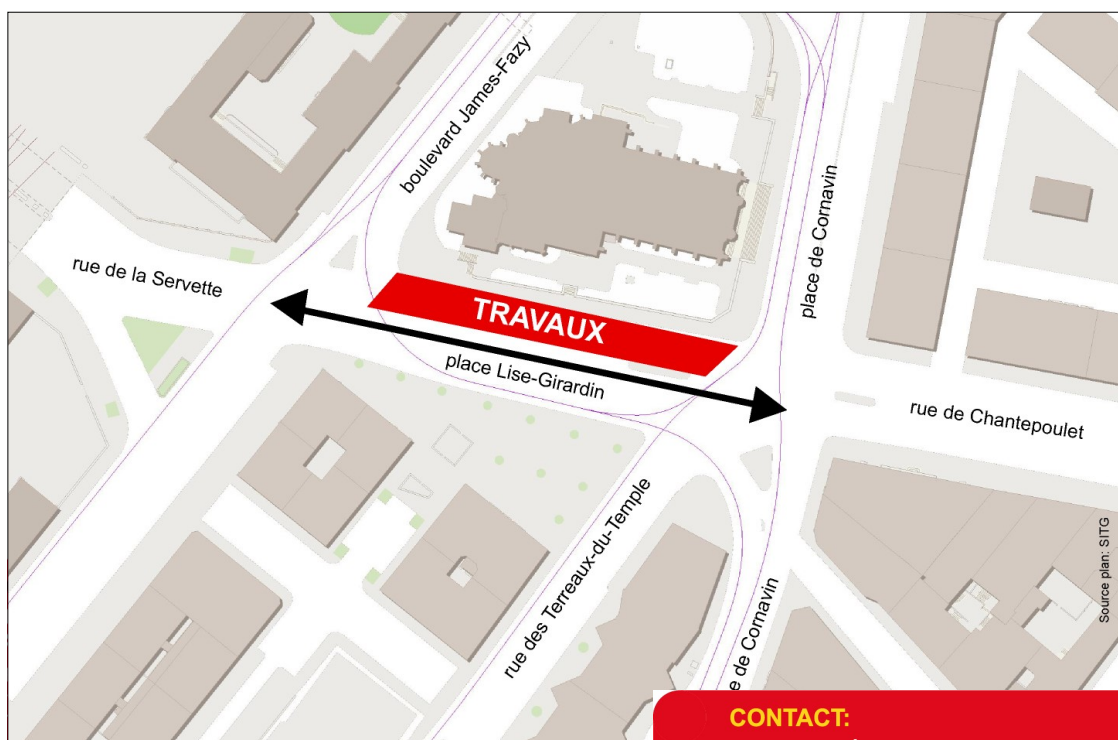 boulevard James-Fazy
place de Cornavin
rue de la Servette
TRAVAUX
place Lise-Girardin
rue de Chantepoulet
rue des Terreaux-du-Temple
e de Cornavin
Source plan: SITG
CONTACT: